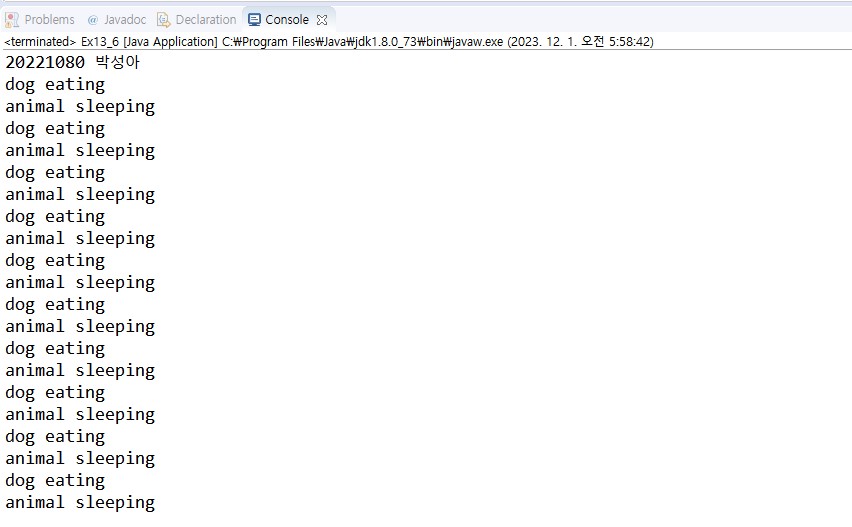 Problems @ Javadoc Declaration Console
<terminated> Ex13_6 [Java Application] C:₩Program Files₩Java₩jdk1.8.0_73₩bin₩javaw.exe (2023. 12. 1. 오전 5:58:42)
20221080 박성아
dog eating
animal sleeping
dog eating
animal sleeping
dog eating
animal sleeping
dog eating
animal sleeping
dog eating
animal sleeping
dog eating
animal sleeping
dog eating
animal sleeping
dog eating
animal sleeping
dog eating
animal sleeping
dog eating
animal sleeping